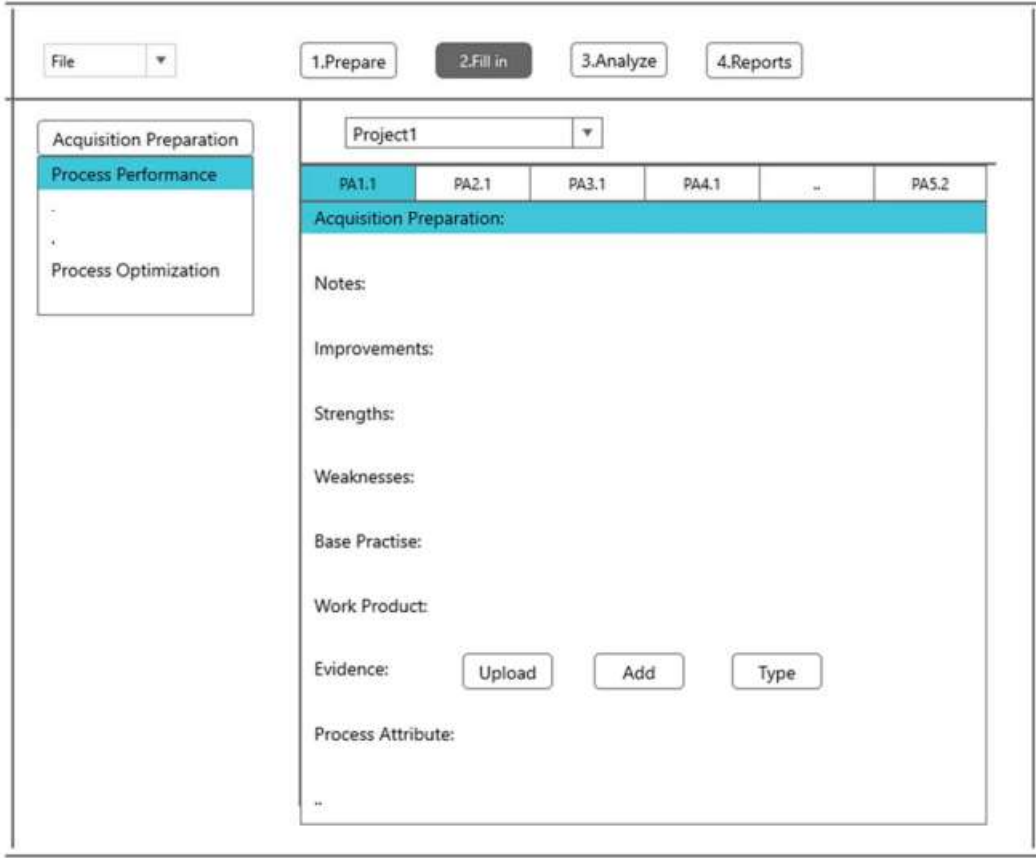 File 1.Prepare 2.Fill in 3.Analyze 4.Reports
Acquisition Preparation
Process Performance
.
.
Process Optimization
Project1
PA1.1 PA2.1 PA3.1 PA4.1 .. PA5.2
Acquisition Preparation:
Notes:
Improvements:
Strengths:
Weaknesses:
Base Practise:
Work Product:
Evidence: Upload Add Type
Process Attribute:
..